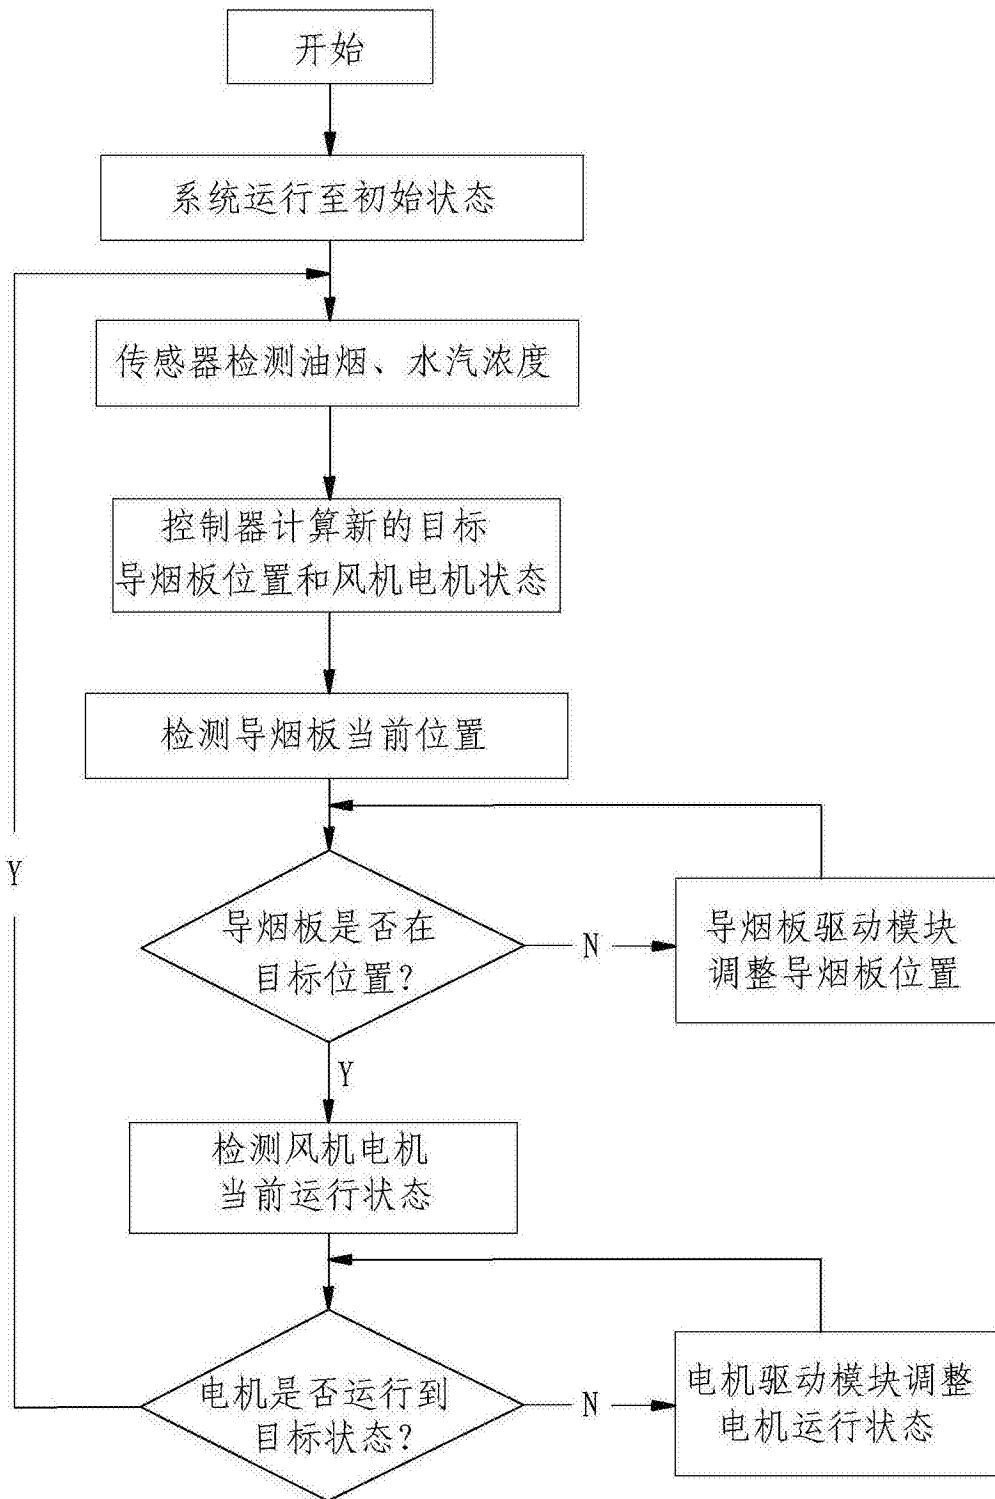 开始
系统运行至初始状态
传感器检测油烟、水汽浓度
控制器计算新的目标
导烟板位置和风机电机状态
检测导烟板当前位置
Y
导烟板是否在
目标位置？
N
导烟板驱动模块
调整导烟板位置
Y
检测风机电机
当前运行状态
电机是否运行到
目标状态？
N
电机驱动模块调整
电机运行状态